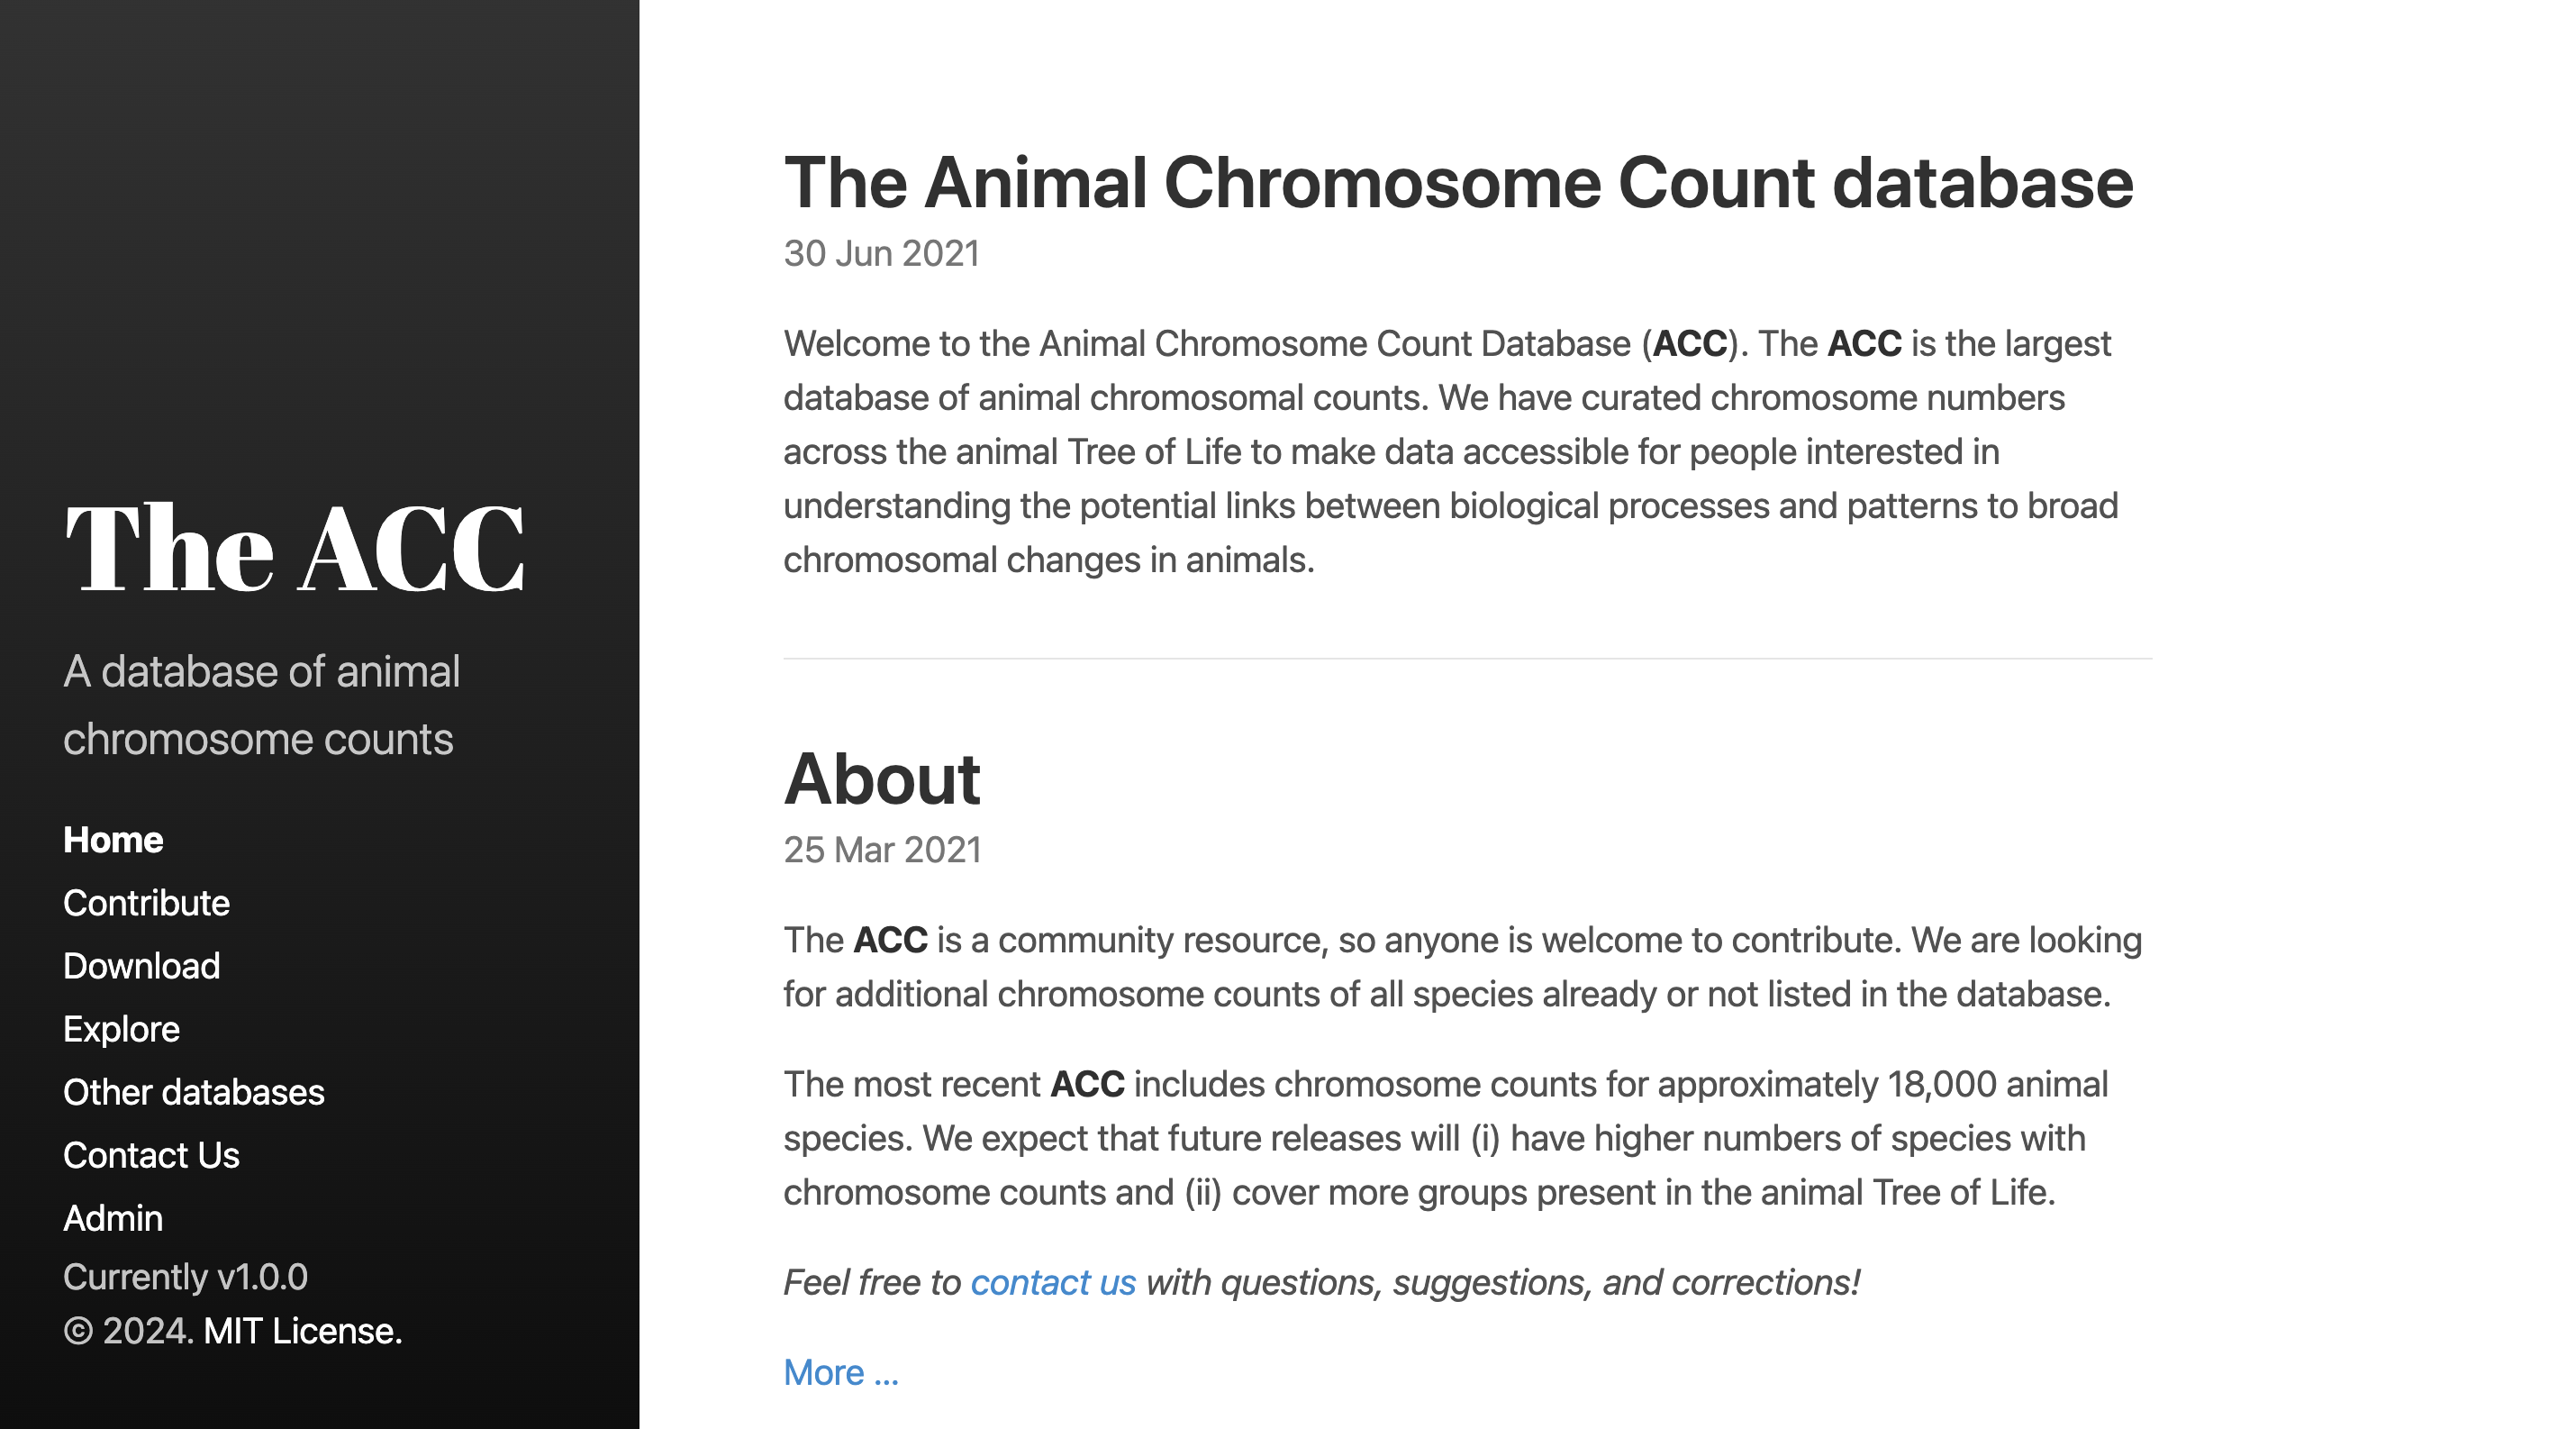 The ACC
A database of animal
chromosome counts
Home
Contribute
Download
Explore
Other databases
Contact Us
Admin
Currently v1.0.0
© 2024. MIT License.
The Animal Chromosome Count database
30 Jun 2021
Welcome to the Animal Chromosome Count Database (ACC). The ACC is the largest
database of animal chromosomal counts. We have curated chromosome numbers
across the animal Tree of Life to make data accessible for people interested in
understanding the potential links between biological processes and patterns to broad
chromosomal changes in animals.
About
25 Mar 2021
The ACC is a community resource, so anyone is welcome to contribute. We are looking
for additional chromosome counts of all species already or not listed in the database.
The most recent ACC includes chromosome counts for approximately 18,000 animal
species. We expect that future releases will (i) have higher numbers of species with
chromosome counts and (ii) cover more groups present in the animal Tree of Life.
Feel free to contact us with questions, suggestions, and corrections!
More ...